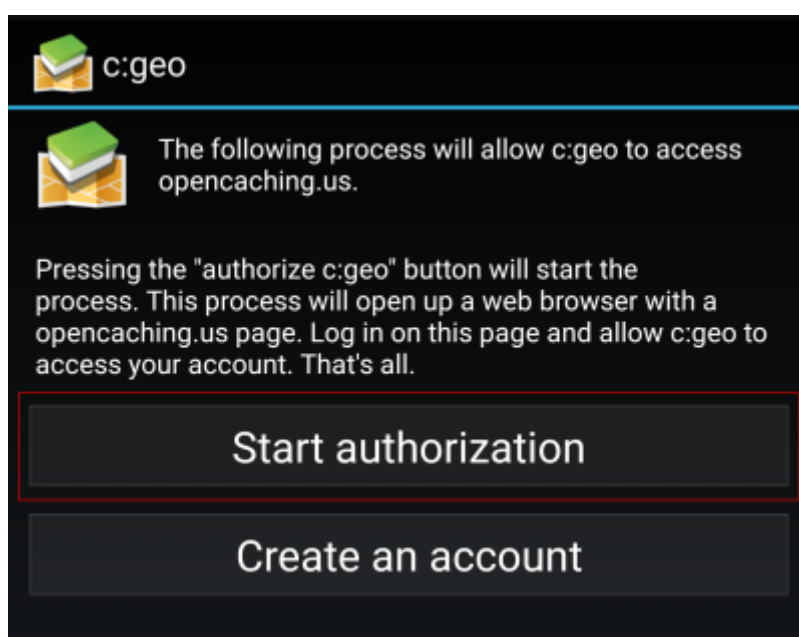 c:geo
The following process will allow c:geo to access
opencaching.us.
Pressing the "authorize c:geo" button will start the
process. This process will open up a web browser with a
opencaching.us page. Log in on this page and allow c:geo to
access your account. That's all.
Start authorization
Create an account